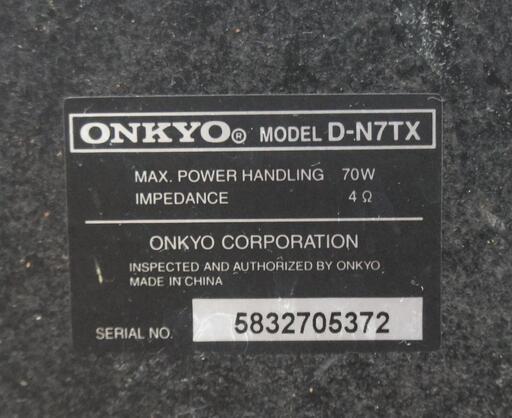 ONKYO® MODEL D-N7TX
MAX. POWER HANDLING 70W
IMPEDANCE 4 Ω
ONKYO CORPORATION
INSPECTED AND AUTHORIZED BY ONKYO
MADE IN CHINA
SERIAL NO. 5832705372